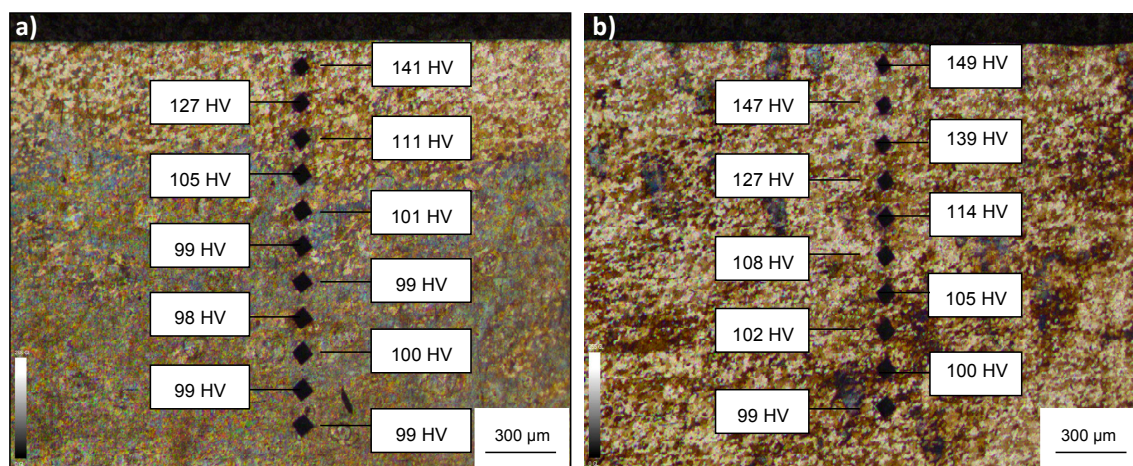 a)
141 HV
127 HV
111 HV
105 HV
101 HV
99 HV
99 HV
98 HV
100 HV
99 HV
99 HV
300 µm
b)
149 HV
147 HV
139 HV
127 HV
114 HV
108 HV
105 HV
102 HV
100 HV
99 HV
300 µm